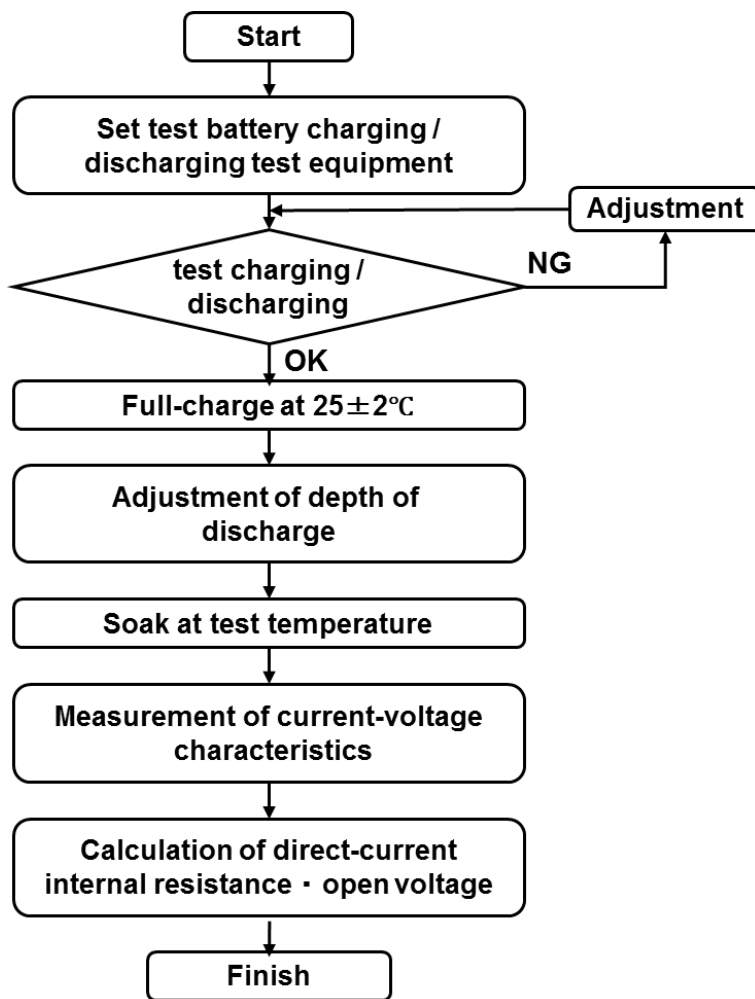 Start
Set test battery charging /
discharging test equipment
Adjustment
test charging /
discharging
NG
OK
Full-charge at 25±2℃
Adjustment of depth of
discharge
Soak at test temperature
Measurement of current-voltage
characteristics
Calculation of direct-current
internal resistance・open voltage
Finish